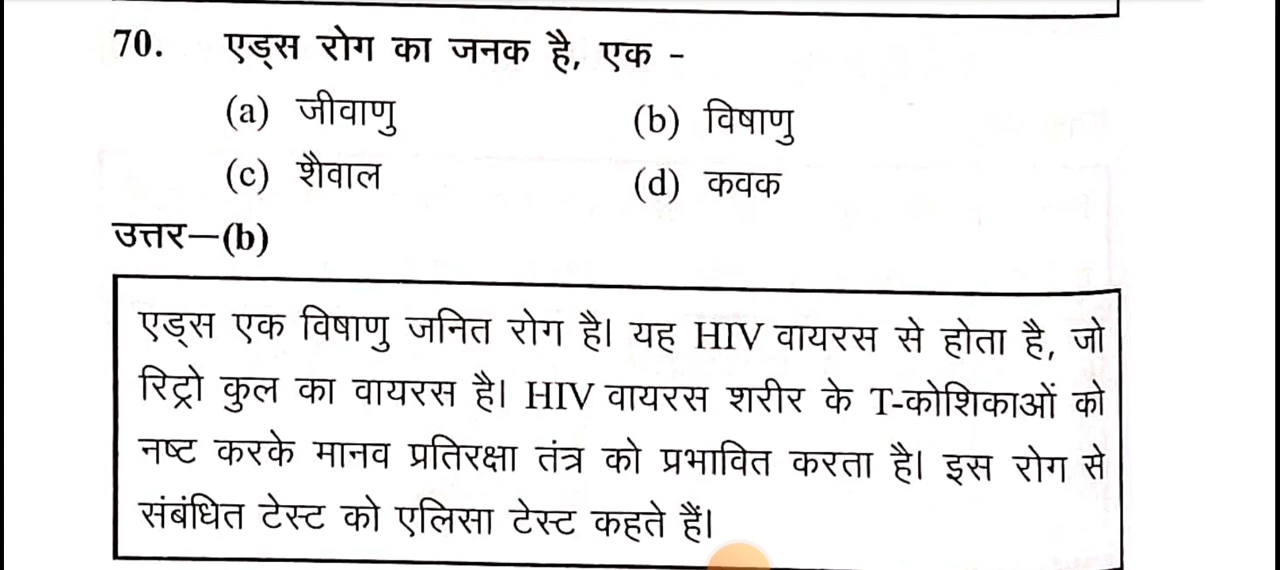 70. एड्स रोग का जनक है, एक -
(a) जीवाणु (b) विषाणु
(c) शैवाल (d) कवक
उत्तर—(b)
एड्स एक विषाणु जनित रोग है। यह HIV वायरस से होता है, जो
रिट्रो कुल का वायरस है। HIV वायरस शरीर के T-कोशिकाओं को
नष्ट करके मानव प्रतिरक्षा तंत्र को प्रभावित करता है। इस रोग से
संबंधित टेस्ट को एलिसा टेस्ट कहते हैं।